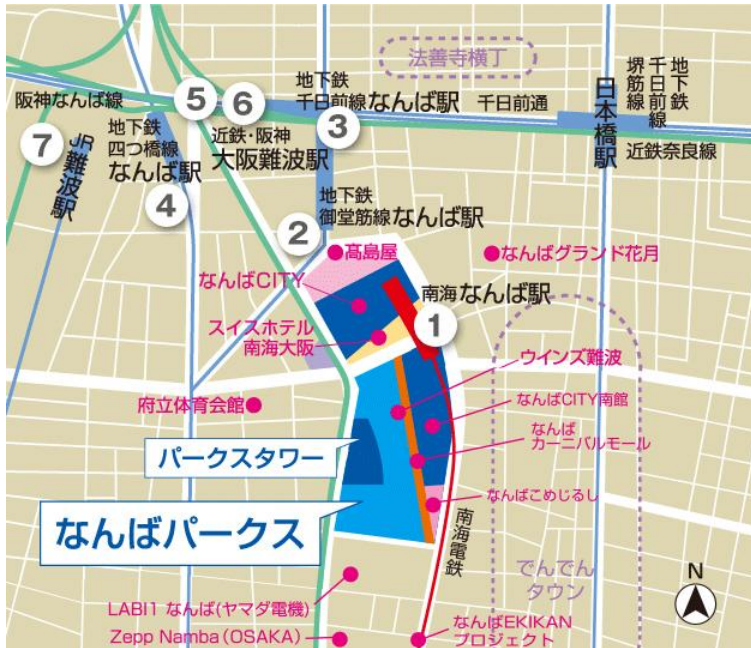 法善寺横丁
地下鉄
千日前線なんば駅
千日前通
日本橋駅
地下鉄
千日前線
堺筋線
近鉄奈良線
阪神なんば線
5
6
3
7
JR難波駅
地下鉄
四つ橋線
なんば駅
4
近鉄・阪神
大阪難波駅
地下鉄
御堂筋線なんば駅
2
髙島屋
なんばグランド花月
なんばCITY
南海なんば駅
1
スイスホテル
南海大阪
ウインズ難波
府立体育会館
なんばCITY南館
なんば
カーニバルモール
パークスタワー
なんばこめじるし
なんばパークス
南海電鉄
でんでん
タウン
N
LABI1 なんば(ヤマダ電機)
Zepp Namba(OSAKA)
なんばEKIKAN
プロジェクト